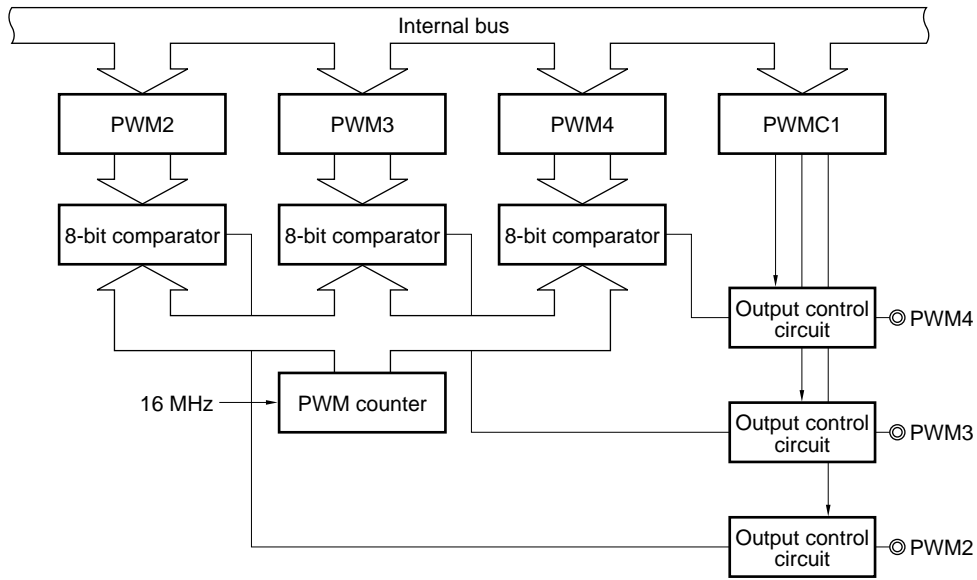 Internal bus
PWM2
PWM3
PWM4
PWMC1
8-bit comparator
8-bit comparator
8-bit comparator
Output control
circuit
PWM4
16 MHz
PWM counter
Output control
circuit
PWM3
Output control
circuit
PWM2